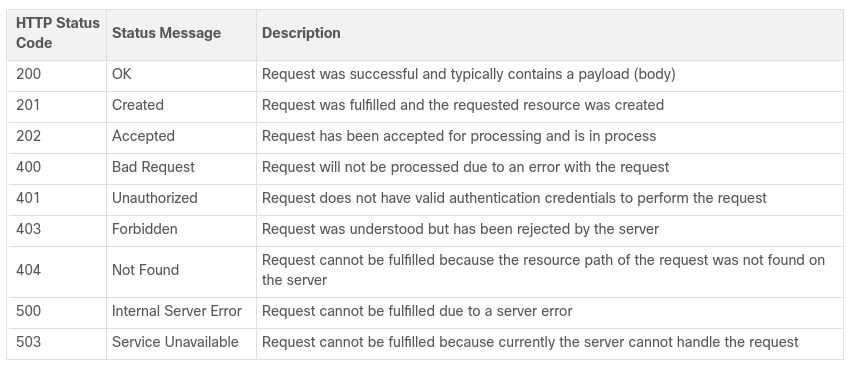 HTTP Status Code Status Message Description
200 OK Request was successful and typically contains a payload (body)
201 Created Request was fulfilled and the requested resource was created
202 Accepted Request has been accepted for processing and is in process
400 Bad Request Request will not be processed due to an error with the request
401 Unauthorized Request does not have valid authentication credentials to perform the request
403 Forbidden Request was understood but has been rejected by the server
404 Not Found Request cannot be fulfilled because the resource path of the request was not found on
the server
500 Internal Server Error Request cannot be fulfilled due to a server error
503 Service Unavailable Request cannot be fulfilled because currently the server cannot handle the request